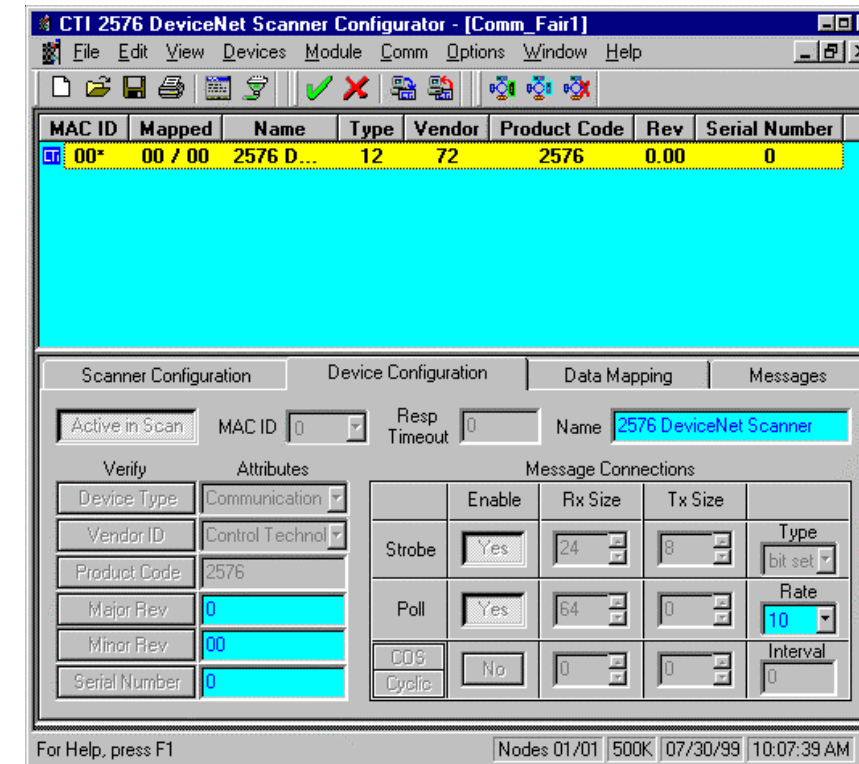 CTI 2576 DeviceNet Scanner Configurator - [Comm_Fair1]
File Edit View Devices Module Comm Options Window Help
MAC ID Mapped Name Type Vendor Product Code Rev Serial Number
CTI 00* 00 / 00 2576 D... 12 72 2576 0.00 0
Scanner Configuration Device Configuration Data Mapping Messages
Active in Scan MAC ID 0 Resp Timeout 0 Name 2576 DeviceNet Scanner
Verify Attributes Message Connections
Device Type Communication Enable Rx Size Tx Size
Vendor ID Control Technol Strobe Yes 24 8 Type bit set
Product Code 2576
Major Rev 0 Poll Yes 64 0 Rate 10
Minor Rev 00
Serial Number 0 COS Cyclic No 0 0 Interval 0
For Help, press F1 Nodes 01/01 500K 07/30/99 10:07:39 AM